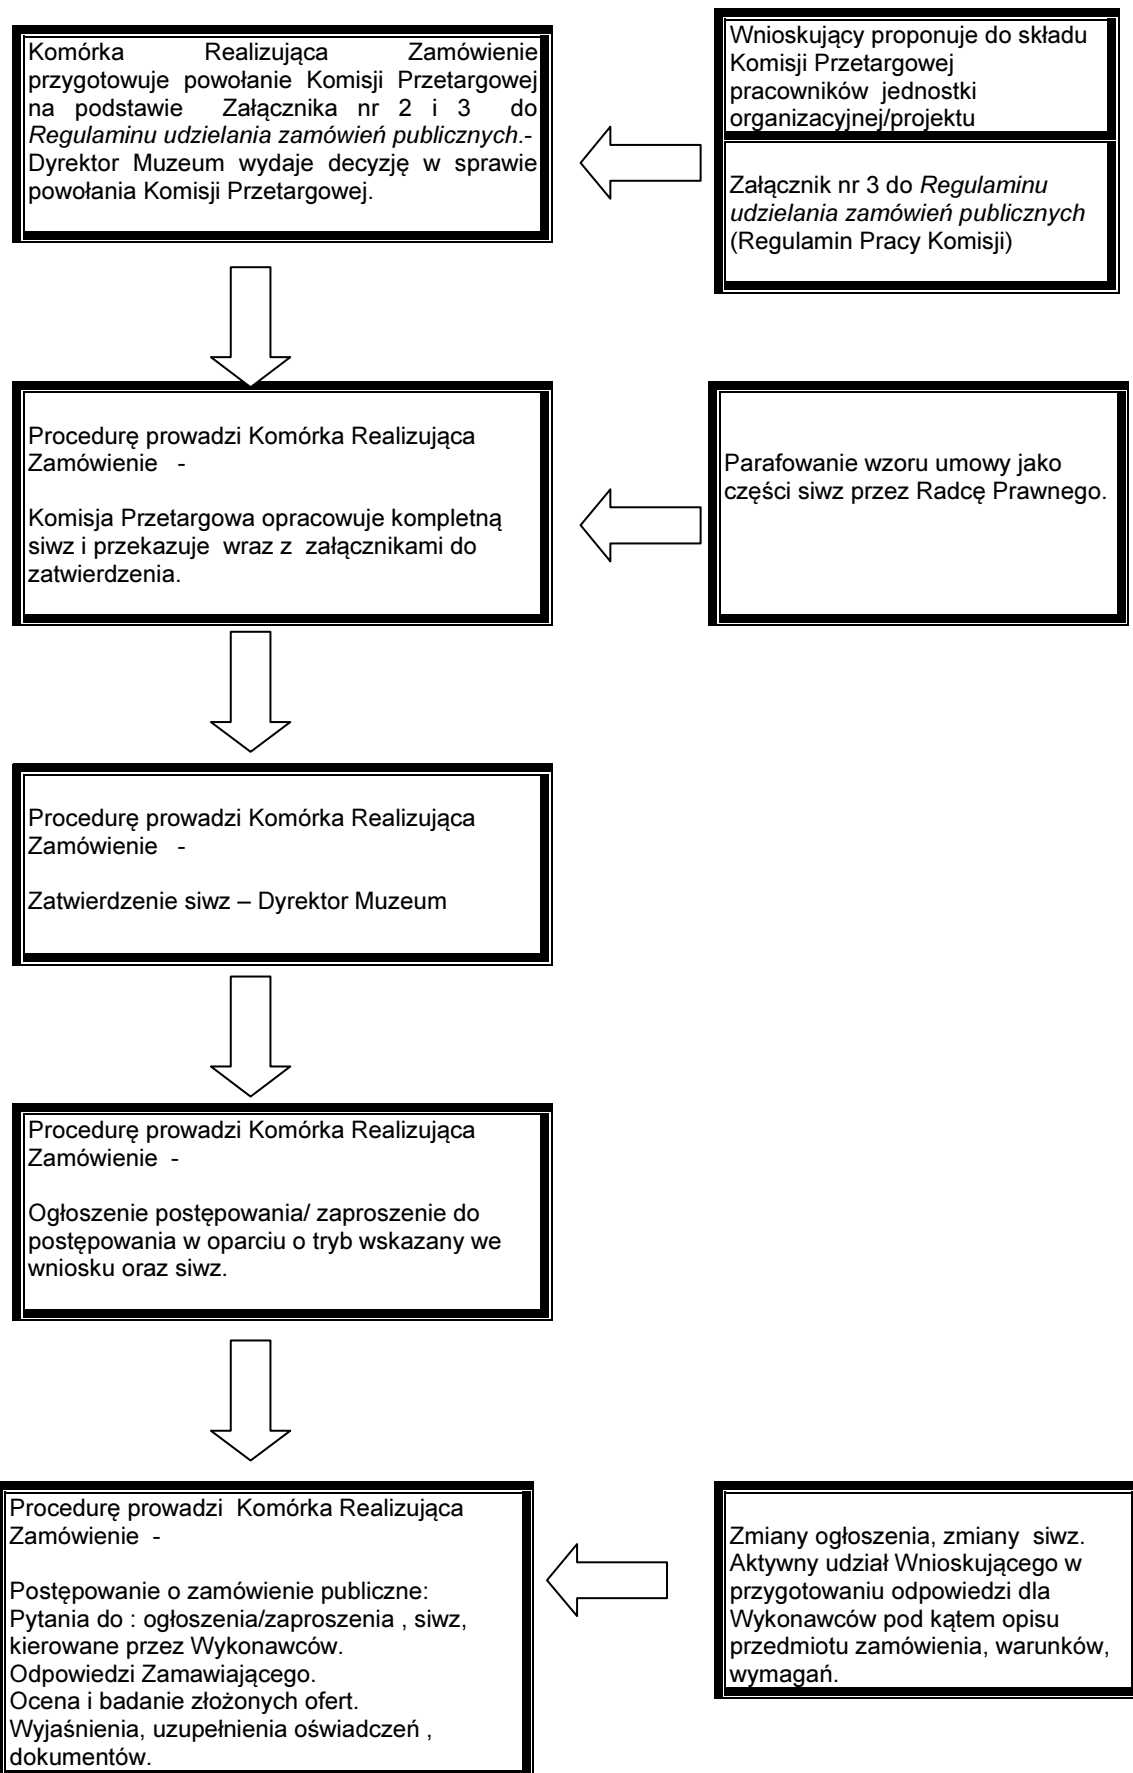 Komórka Realizująca Zamówienie
przygotowuje powołanie Komisji Przetargowej
na podstawie Załącznika nr 2 i 3 do
Regulaminu udzielania zamówień publicznych.-
Dyrektor Muzeum wydaje decyzję w sprawie
powołania Komisji Przetargowej.
Wnioskujący proponuje do składu
Komisji Przetargowej
pracowników jednostki
organizacyjnej/projektu
Załącznik nr 3 do Regulaminu
udzielania zamówień publicznych
(Regulamin Pracy Komisji)
Procedurę prowadzi Komórka Realizująca
Zamówienie -
Komisja Przetargowa opracowuje kompletną
siwz i przekazuje wraz z załącznikami do
zatwierdzenia.
Parafowanie wzoru umowy jako
części siwz przez Radcę Prawnego.
Procedurę prowadzi Komórka Realizująca
Zamówienie -
Zatwierdzenie siwz – Dyrektor Muzeum
Procedurę prowadzi Komórka Realizująca
Zamówienie -
Ogłoszenie postępowania/ zaproszenie do
postępowania w oparciu o tryb wskazany we
wniosku oraz siwz.
Procedurę prowadzi Komórka Realizująca
Zamówienie -
Postępowanie o zamówienie publiczne:
Pytania do : ogłoszenia/zaproszenia , siwz,
kierowane przez Wykonawców.
Odpowiedzi Zamawiającego.
Ocena i badanie złożonych ofert.
Wyjaśnienia, uzupełnienia oświadczeń ,
dokumentów.
Zmiany ogłoszenia, zmiany siwz.
Aktywny udział Wnioskującego w
przygotowaniu odpowiedzi dla
Wykonawców pod kątem opisu
przedmiotu zamówienia, warunków,
wymagań.